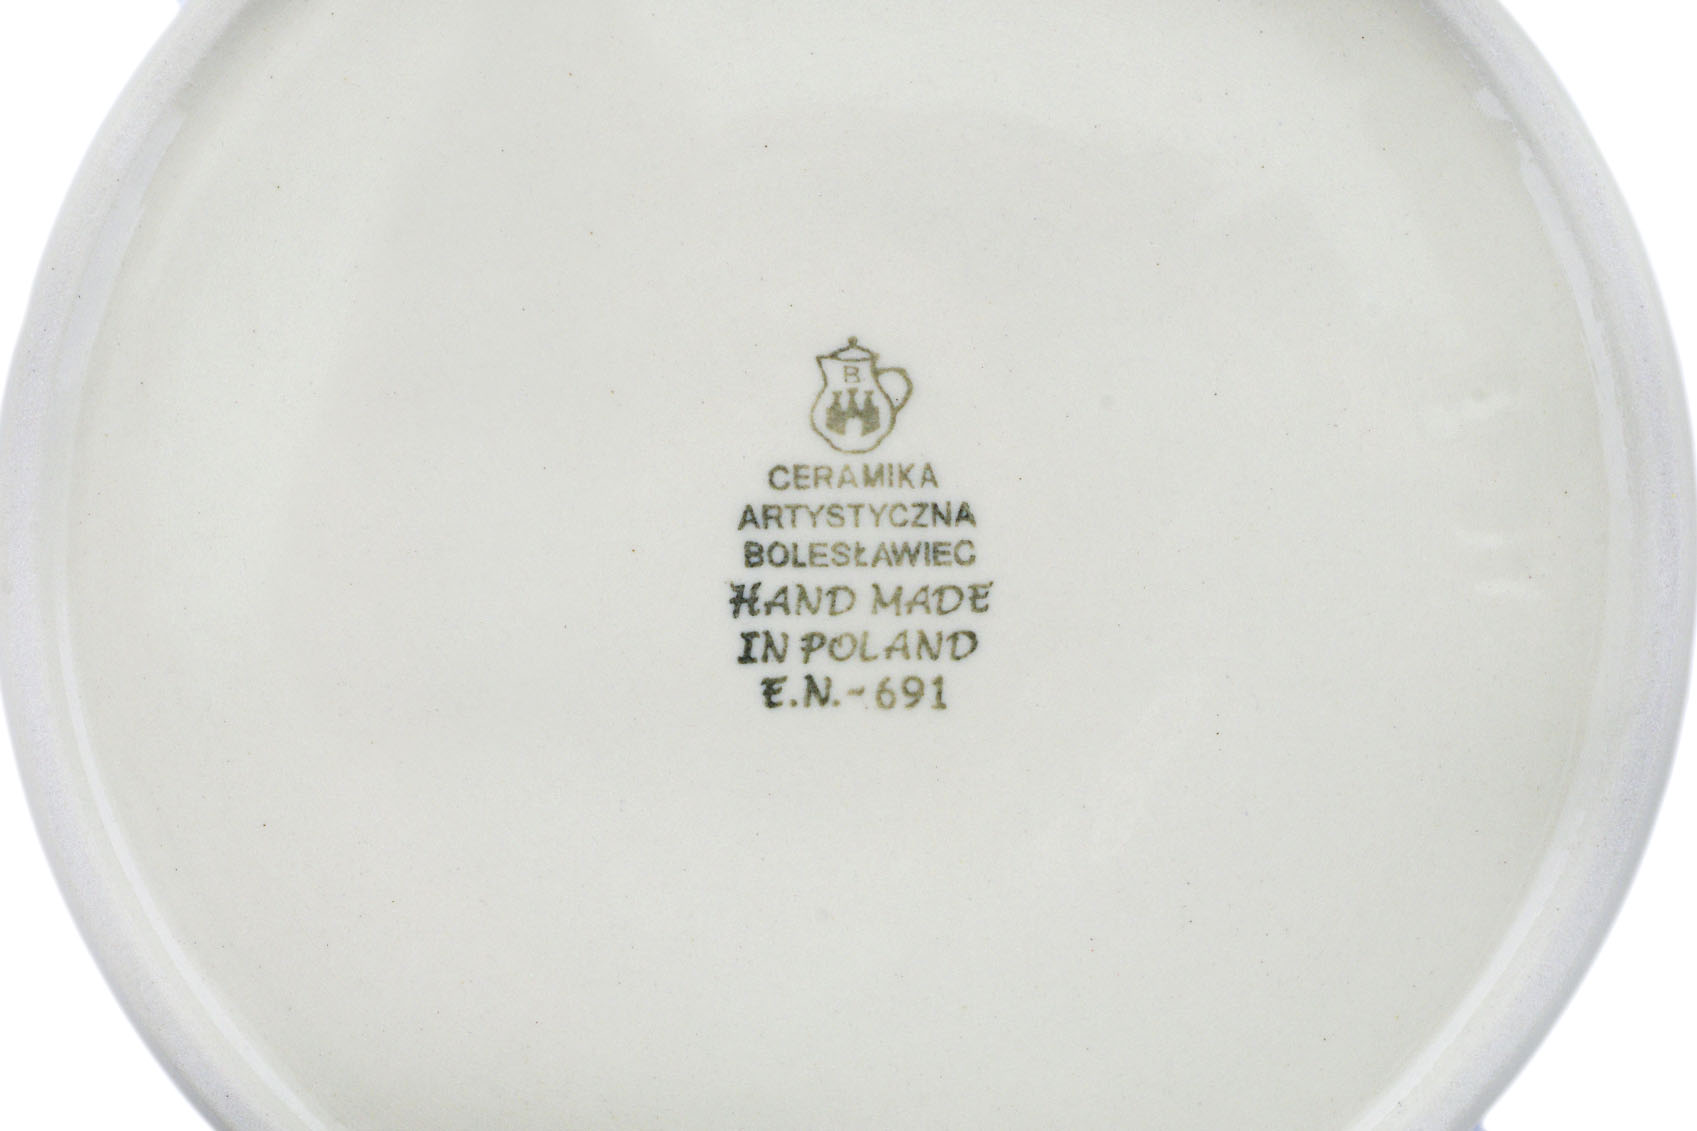 B
CERAMIKA
ARTYSTYCZNA
BOLESŁAWIEC
HAND MADE
IN POLAND
E.N.-691